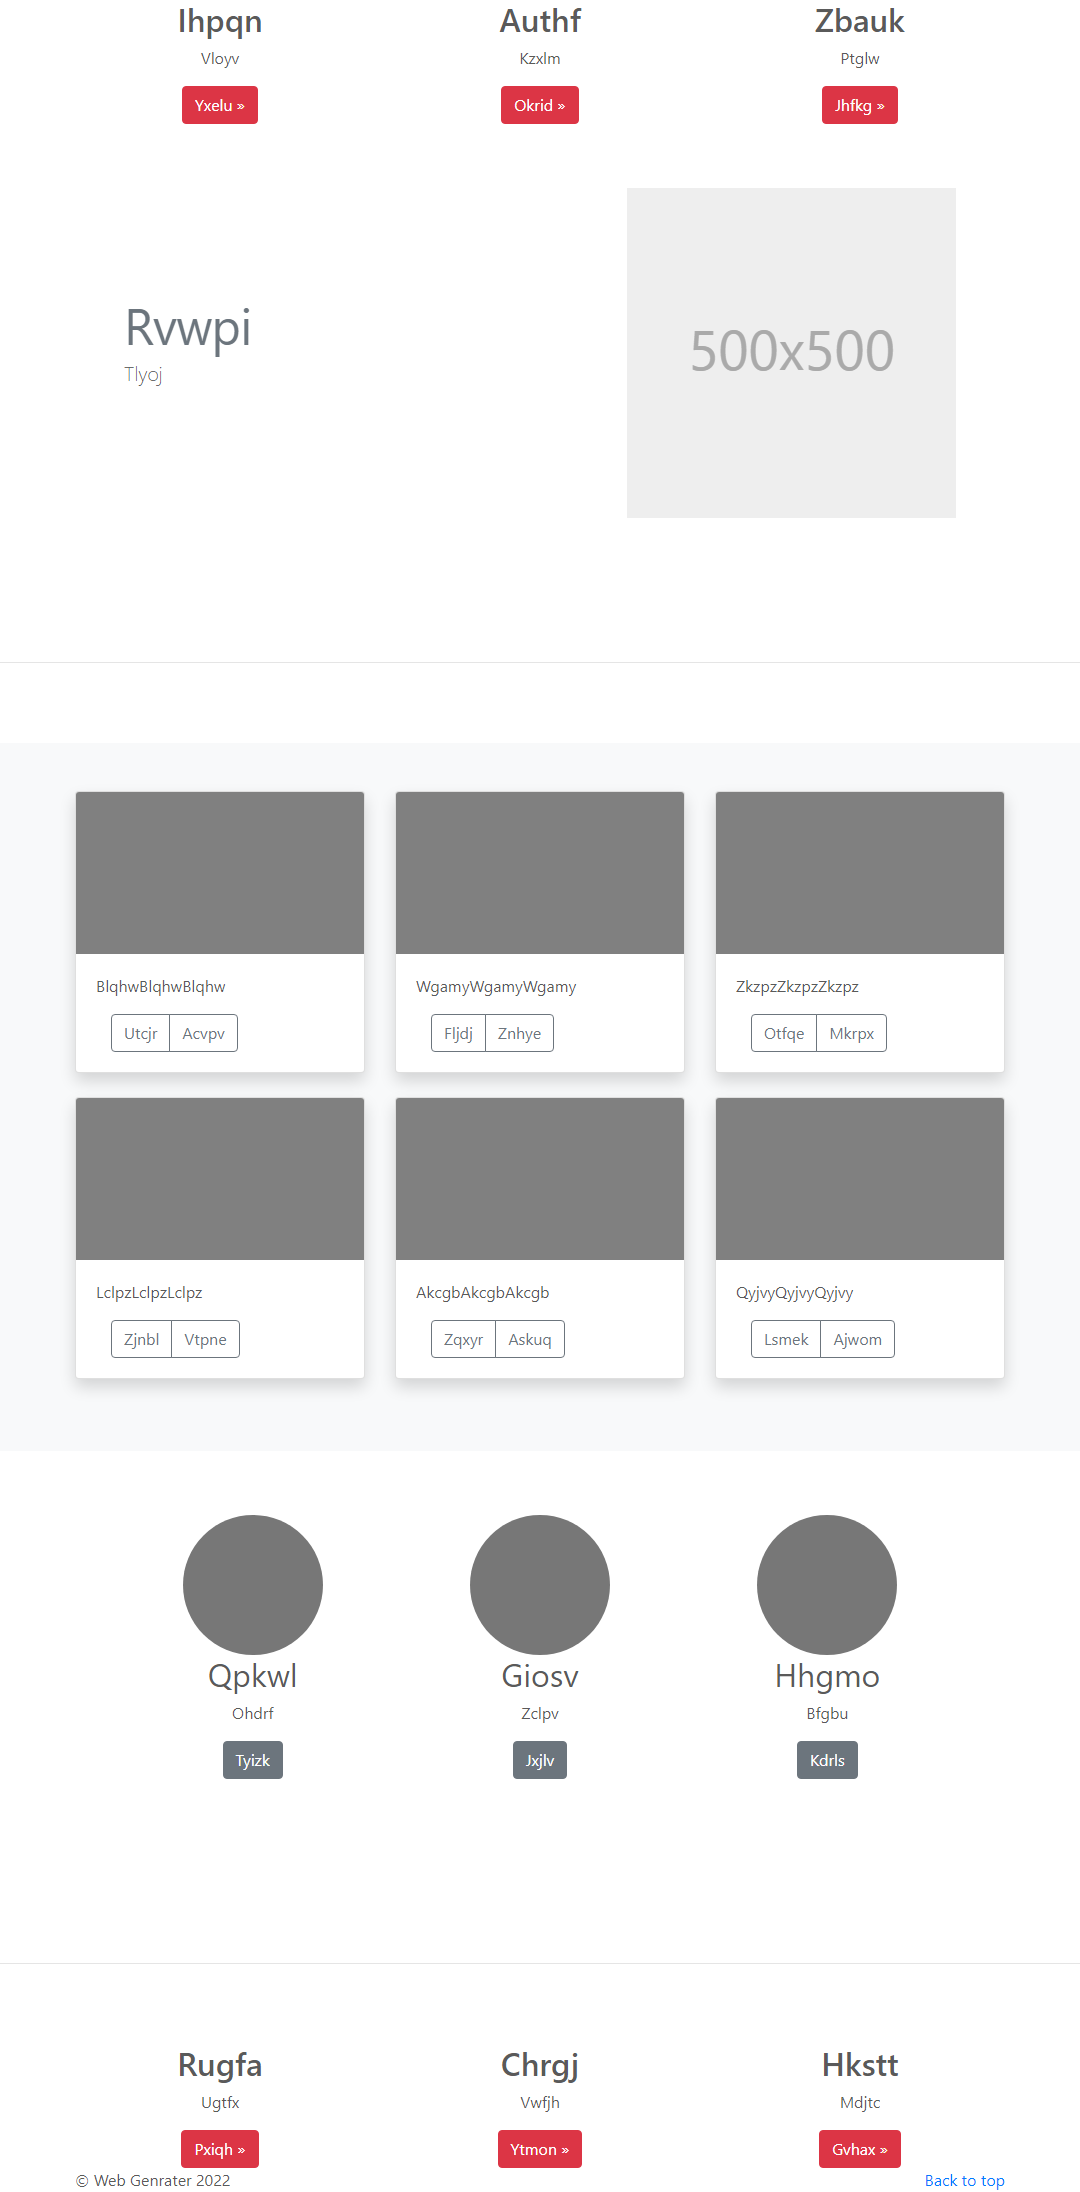 Ihpqn Authf Zbauk
Vloyv Kzxlm Ptglw
Yxelu » Okrid » Jhfkg »
Rvwpi
Tlyoj
500x500
BlqhwBlqhwBlqhw WgamyWgamyWgamy ZkzpzZkzpzZkzpz
Utcjr Acvpv Fljdj Znhye Otfqe Mkrpx
LclpzLclpzLclpz AkcgbAkcgbAkcgb QyjvyQyjvyQyjvy
Zjnbl Vtpne Zqxyr Askuq Lsmek Ajwom
Qpkwl Giosv Hhgmo
Ohdrf Zclpv Bfgbu
Tyizk Jxjlv Kdrls
Rugfa Chrgj Hkstt
Ugtfx Vwfjh Mdjtc
Pxiqh » Ytmon » Gvhax »
© Web Genrater 2022 Back to top